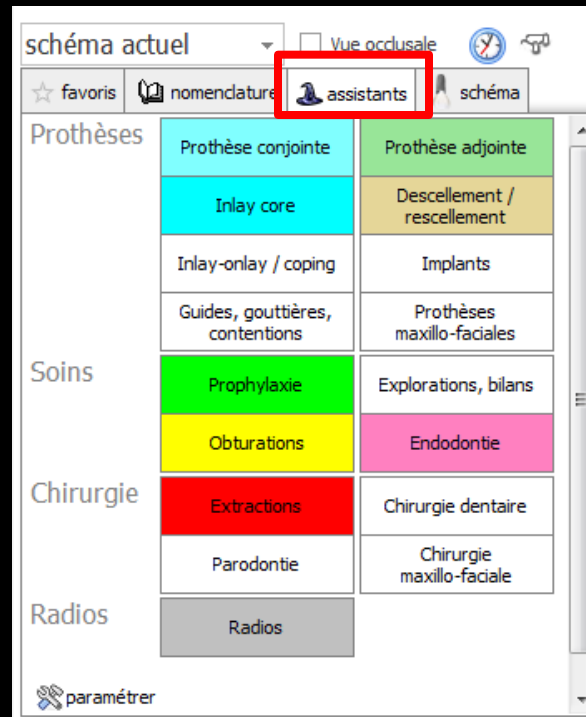 schéma actuel
Vue occlusale
favoris
nomenclature
assistants
schéma
Prothèses
Prothèse conjointe
Prothèse adjointe
Inlay core
Descellement /
rescellement
Inlay-onlay / coping
Implants
Guides, gouttières,
contentions
Prothèses
maxillo-faciales
Soins
Prophylaxie
Explorations, bilans
Obturations
Endodontie
Chirurgie
Extractions
Chirurgie dentaire
Parodontie
Chirurgie
maxillo-faciale
Radios
Radios
paramétrer